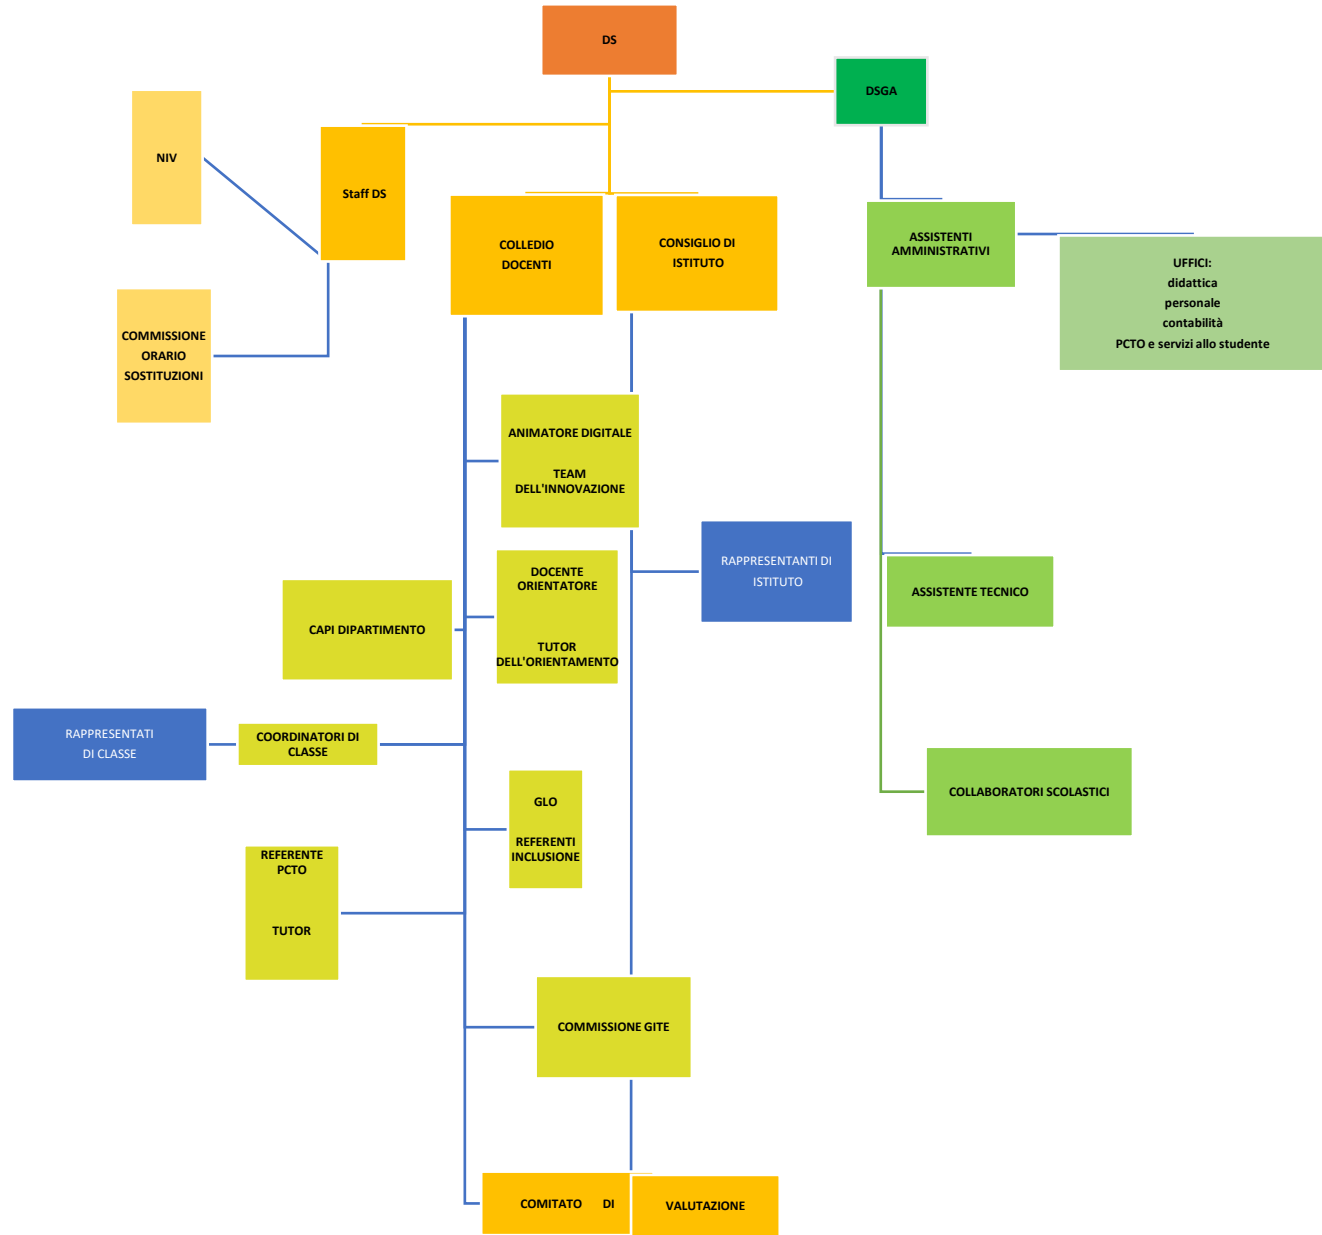 DS
DSGA
NIV
Staff DS
COLLEDIO
DOCENTI
CONSIGLIO DI
ISTITUTO
ASSISTENTI
AMMINISTRATIVI
UFFICI:
didattica
personale
contabilità
PCTO e servizi allo studente
COMMISSIONE
ORARIO
SOSTITUZIONI
ANIMATORE DIGITALE
TEAM
DELL'INNOVAZIONE
RAPPRESENTANTI DI
ISTITUTO
DOCENTE
ORIENTATORE
TUTOR
DELL'ORIENTAMENTO
ASSISTENTE TECNICO
CAPI DIPARTIMENTO
RAPPRESENTATI
DI CLASSE
COORDINATORI DI
CLASSE
GLO
REFERENTI
INCLUSIONE
COLLABORATORI SCOLASTICI
REFERENTE
PCTO
TUTOR
COMMISSIONE GITE
COMITATO DI VALUTAZIONE